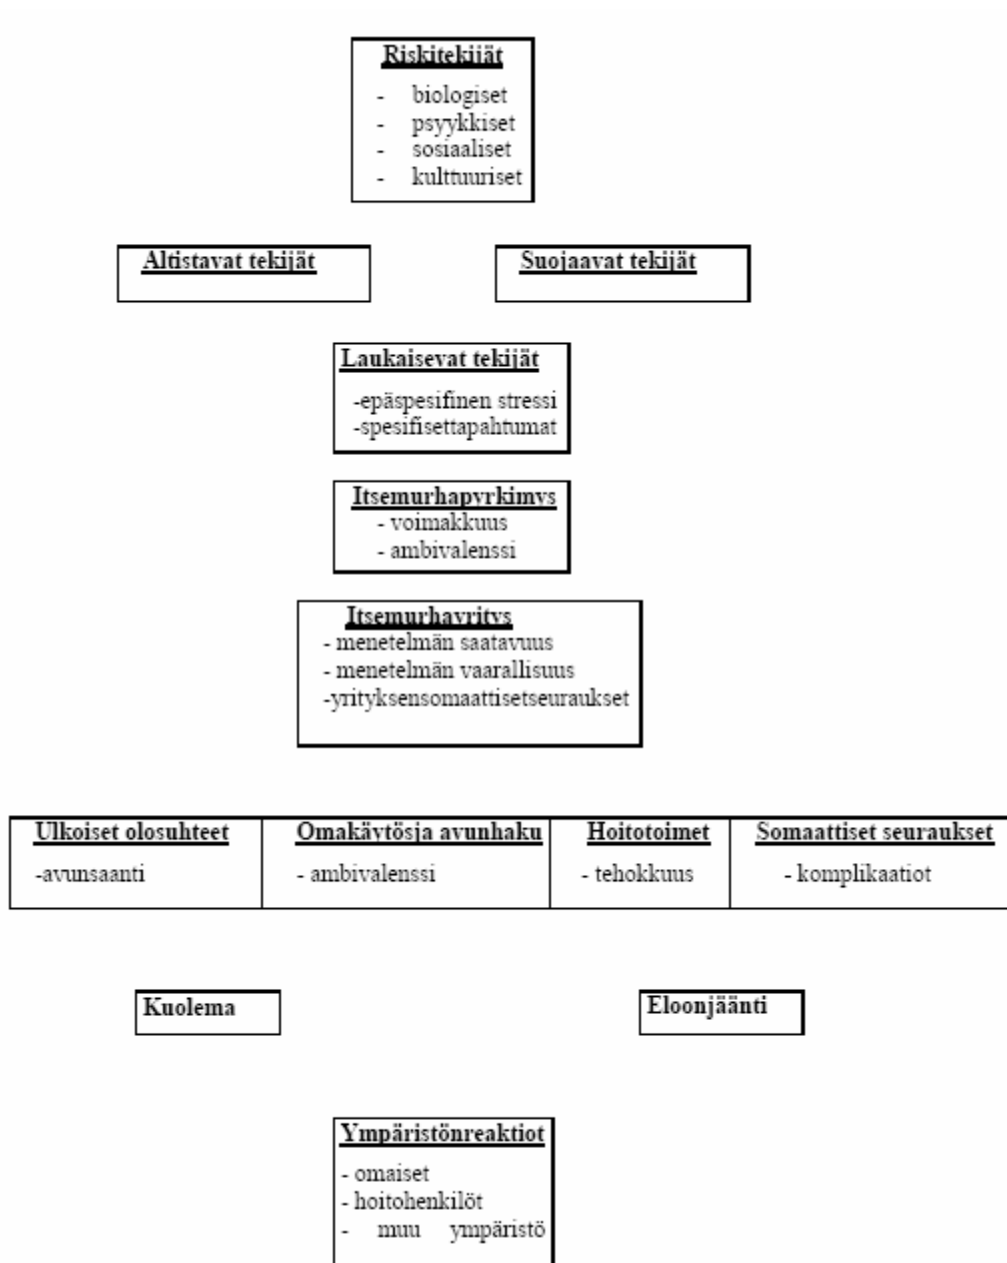 Riskitekijät
- biologiset
- psyykkiset
- sosiaaliset
- kulttuuriset
Altistavat tekijät
Suojaavat tekijät
Laukaisevat tekijät
-epäspesifinen stressi
-spesifisettapahtumat
Itsemurhapyrkimys
- voimakkuus
- ambivalenssi
Itsemurhayritys
- menetelmän saatavuus
- menetelmän vaarallisuus
-yrityksensomaattisetseuraukset
Ulkoiset olosuhteet
-avunsaanti
Omakäytösja avunhaku
- ambivalenssi
Hoitotoimet
- tehokkuus
Somaattiset seuraukset
- komplikaatiot
Kuolema
Eloonjäänti
Ympäristönreaktiot
- omaiset
- hoitohenkilöt
- muu ympäristö